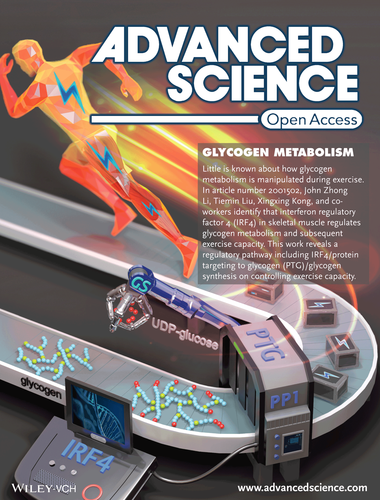 ADVANCED
SCIENCE
Open Access
GLYCOGEN METABOLISM
Little is known about how glycogen
metabolism is manipulated during exercise.
In article number 2001502, John Zhong
Li, Tiemin Liu, Xingxing Kong, and co-
workers identify that interferon regulatory
factor 4 (IRF4) in skeletal muscle regulates
glycogen metabolism and subsequent
exercise capacity. This work reveals a
regulatory pathway including IRF4/protein
targeting to glycogen (PTG)/glycogen
synthesis on controlling exercise capacity.
GS
UDP-glucose
PTG
glycogen
PP1
IRF4
WILEY-VCH
www.advancedscience.com